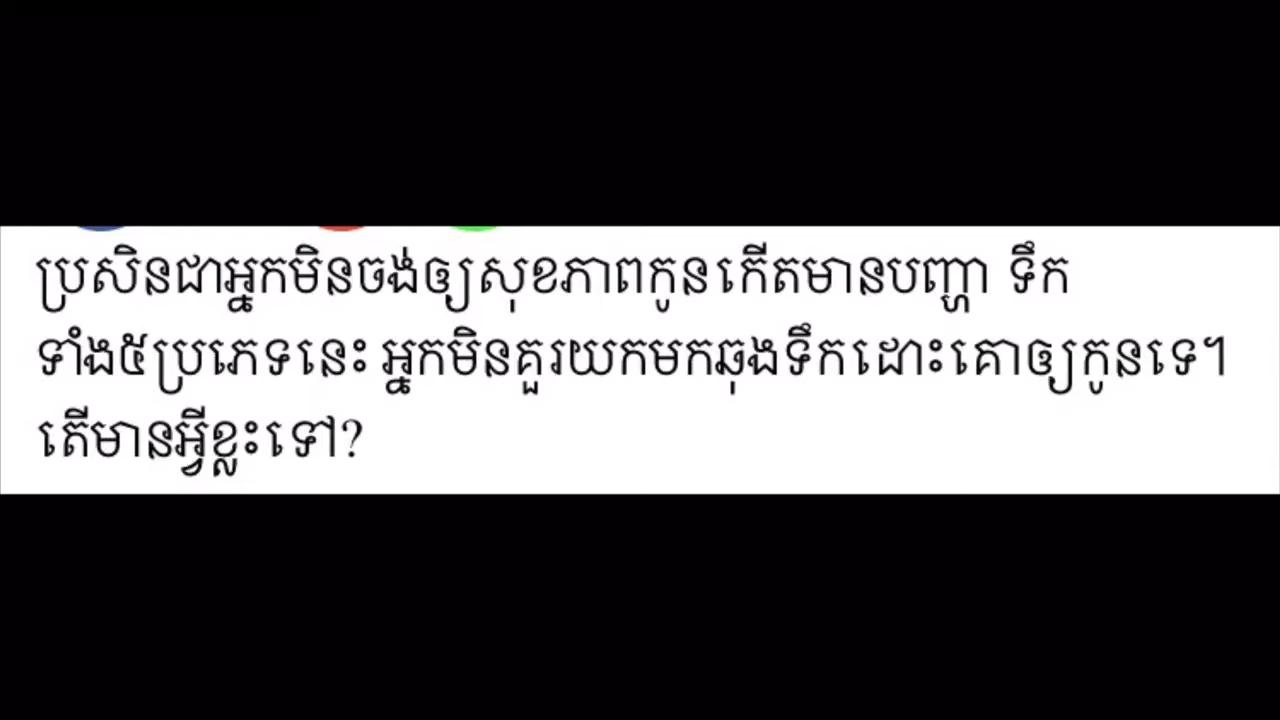 ប្រសិនជាអ្នកមិនចង់ឲ្យសុខភាពកូនកើតមានបញ្ហា ទឹក
ទាំង៥ប្រភេទនេះ អ្នកមិនគួរយកមកឆុងទឹកដោះគោឲ្យកូនទេ។
តើមានអ្វីខ្លះទៅ?